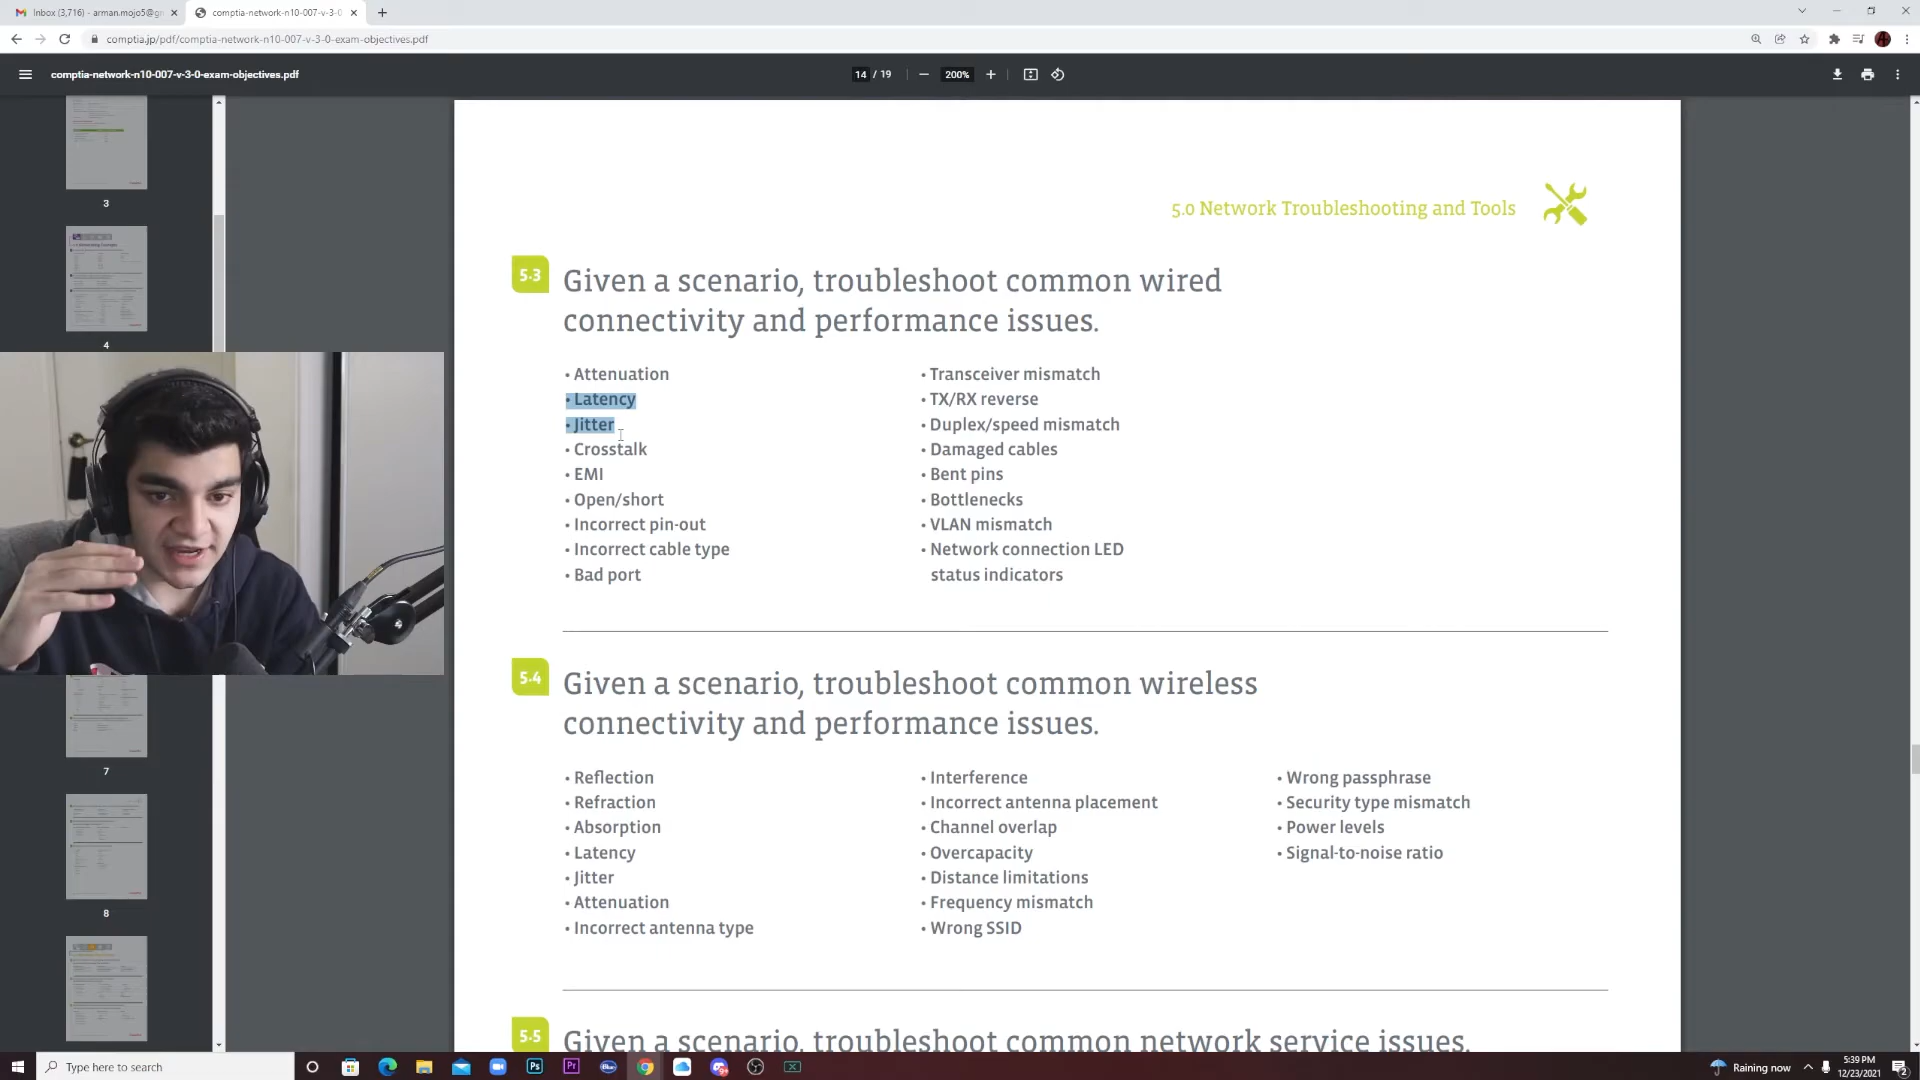 Inbox (3,716) - arman.mojo5@gm
comptia-network-n10-007-v-3-0
comptia.jp/pdf/comptia-network-n10-007-v-3-0-exam-objectives.pdf
comptia-network-n10-007-v-3-0-exam-objectives.pdf
14 / 19
200%
3
4
7
8
5.0 Network Troubleshooting and Tools
5.3
Given a scenario, troubleshoot common wired
connectivity and performance issues.
• Attenuation
• Latency
• Jitter
• Crosstalk
• EMI
• Open/short
• Incorrect pin-out
• Incorrect cable type
• Bad port
• Transceiver mismatch
• TX/RX reverse
• Duplex/speed mismatch
• Damaged cables
• Bent pins
• Bottlenecks
• VLAN mismatch
• Network connection LED
status indicators
5.4
Given a scenario, troubleshoot common wireless
connectivity and performance issues.
• Reflection
• Refraction
• Absorption
• Latency
• Jitter
• Attenuation
• Incorrect antenna type
• Interference
• Incorrect antenna placement
• Channel overlap
• Overcapacity
• Distance limitations
• Frequency mismatch
• Wrong SSID
• Wrong passphrase
• Security type mismatch
• Power levels
• Signal-to-noise ratio
5.5
Given a scenario, troubleshoot common network service issues.
Type here to search
Ps
Pr
Raining now
5:39 PM
12/23/2021
2